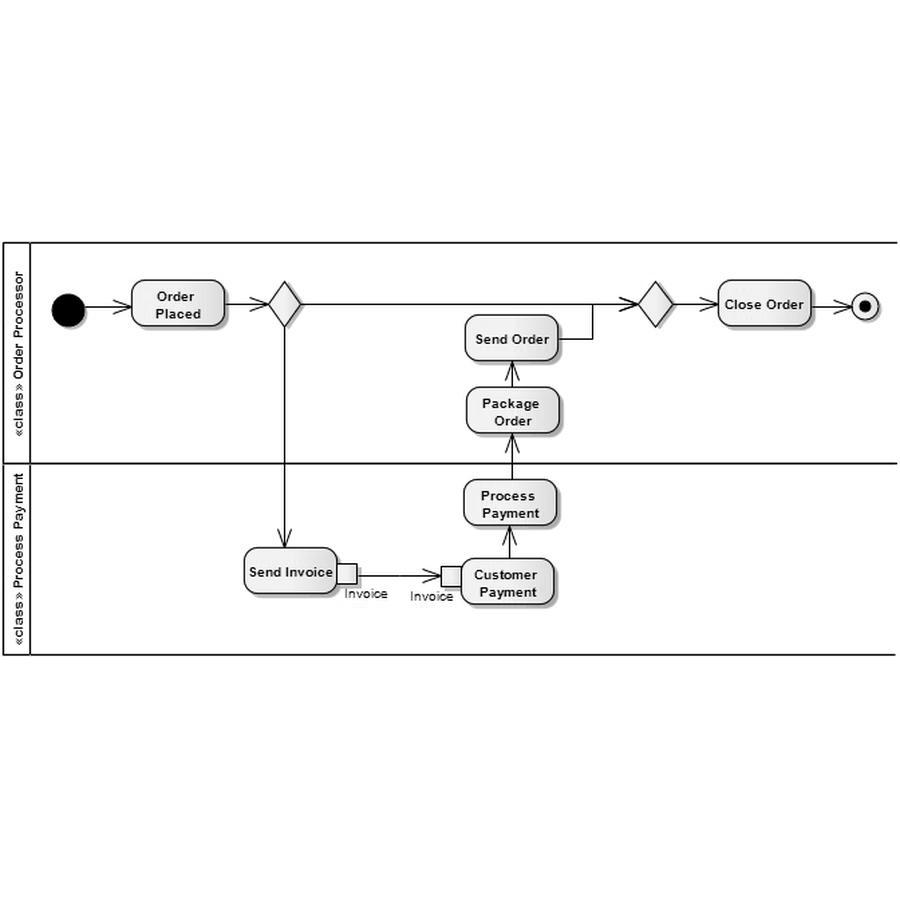 «class» Order Processor
Order
Placed
Send Order
Close Order
Package
Order
«class» Process Payment
Process
Payment
Send Invoice
Invoice
Invoice
Customer
Payment